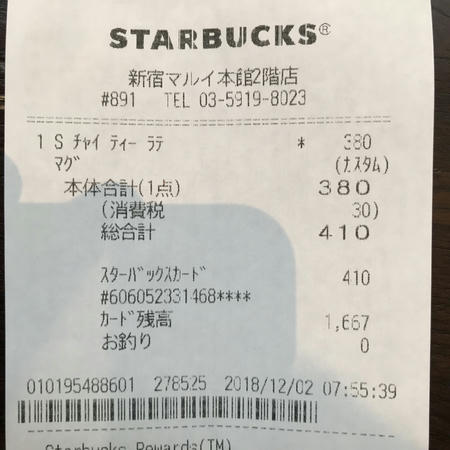 STARBUCKS®
新宿マルイ本館2階店
#891 TEL 03-5919-8023
1 S ﾁｬｲ ﾃｨｰ ﾗﾃ * 380
ﾏｸﾞ (ｶｽﾀﾑ)
本体合計(1点) 380
(消費税 30)
総合計 410
ｽﾀｰﾊﾞｯｸｽｶｰﾄﾞ 410
#606052331468****
ｶｰﾄﾞ残高 1,667
お釣り 0
010195488601 278525 2018/12/02 07:55:39
Starbucks Rewards(TM)